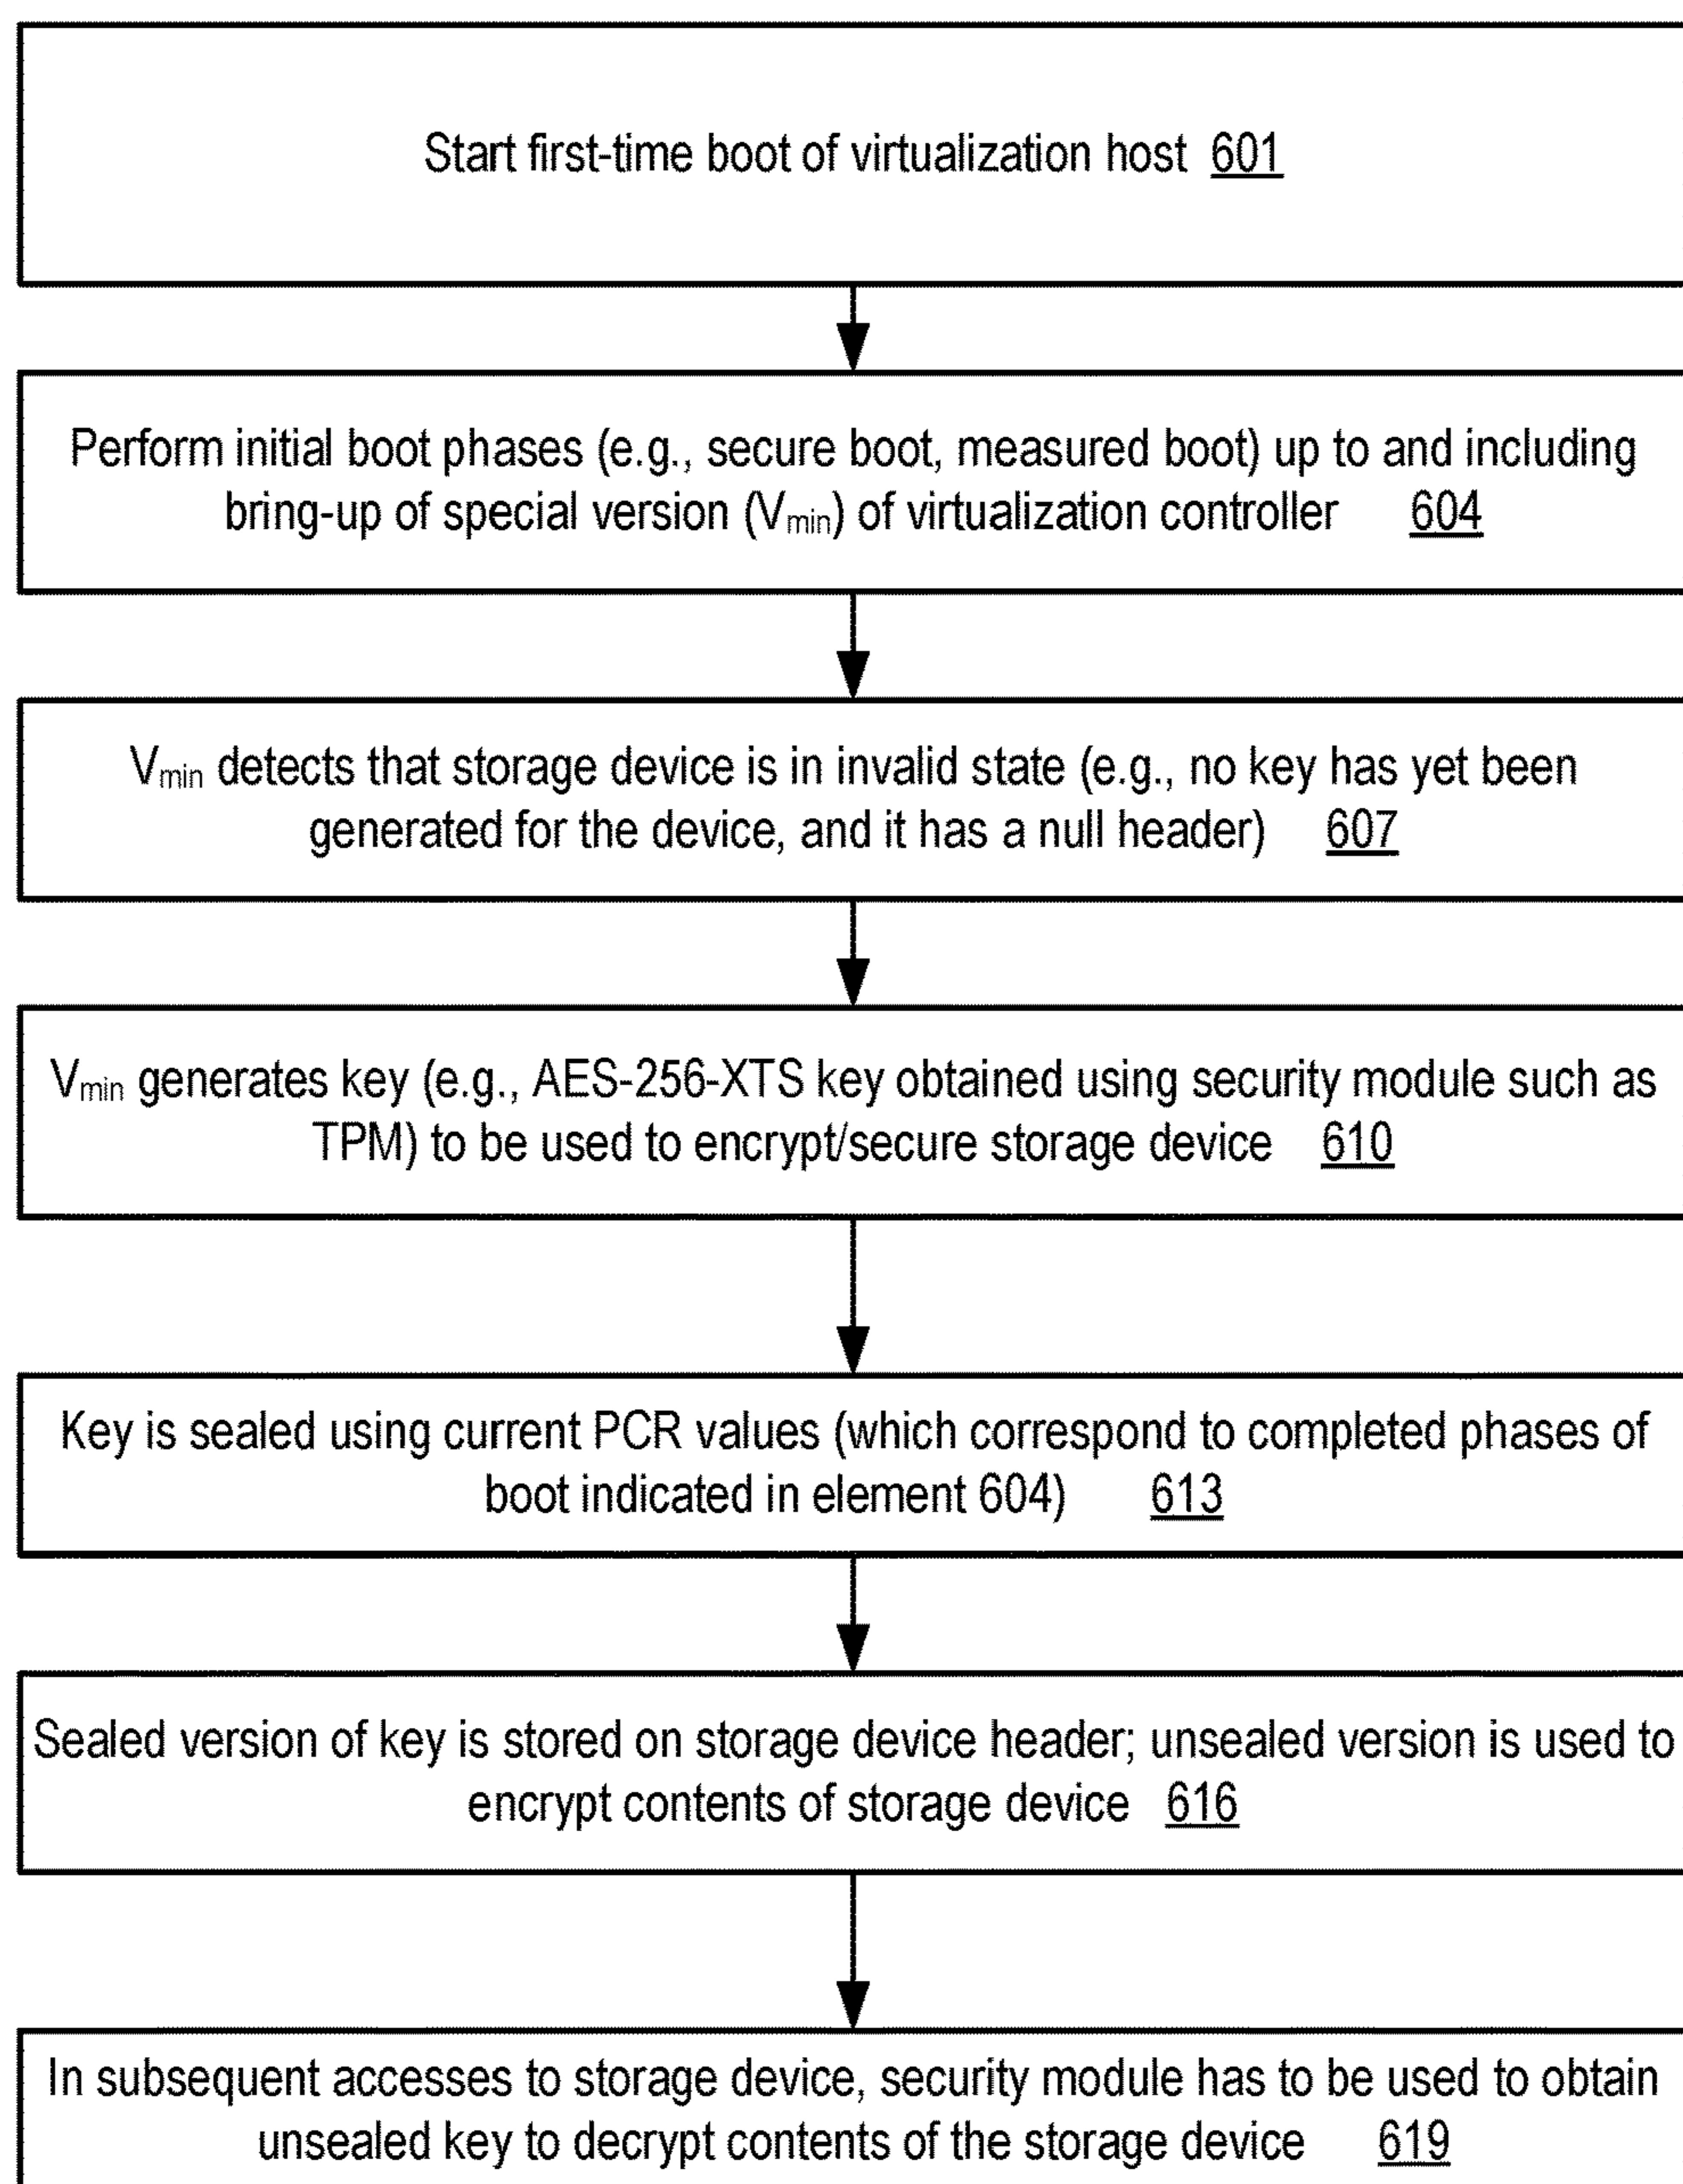 Start first-time boot of virtualization host 601
Perform initial boot phases (e.g., secure boot, measured boot) up to and including
bring-up of special version (Vmin) of virtualization controller 604
Vmin detects that storage device is in invalid state (e.g., no key has yet been
generated for the device, and it has a null header) 607
Vmin generates key (e.g., AES-256-XTS key obtained using security module such as
TPM) to be used to encrypt/secure storage device 610
Key is sealed using current PCR values (which correspond to completed phases of
boot indicated in element 604) 613
Sealed version of key is stored on storage device header; unsealed version is used to
encrypt contents of storage device 616
In subsequent accesses to storage device, security module has to be used to obtain
unsealed key to decrypt contents of the storage device 619